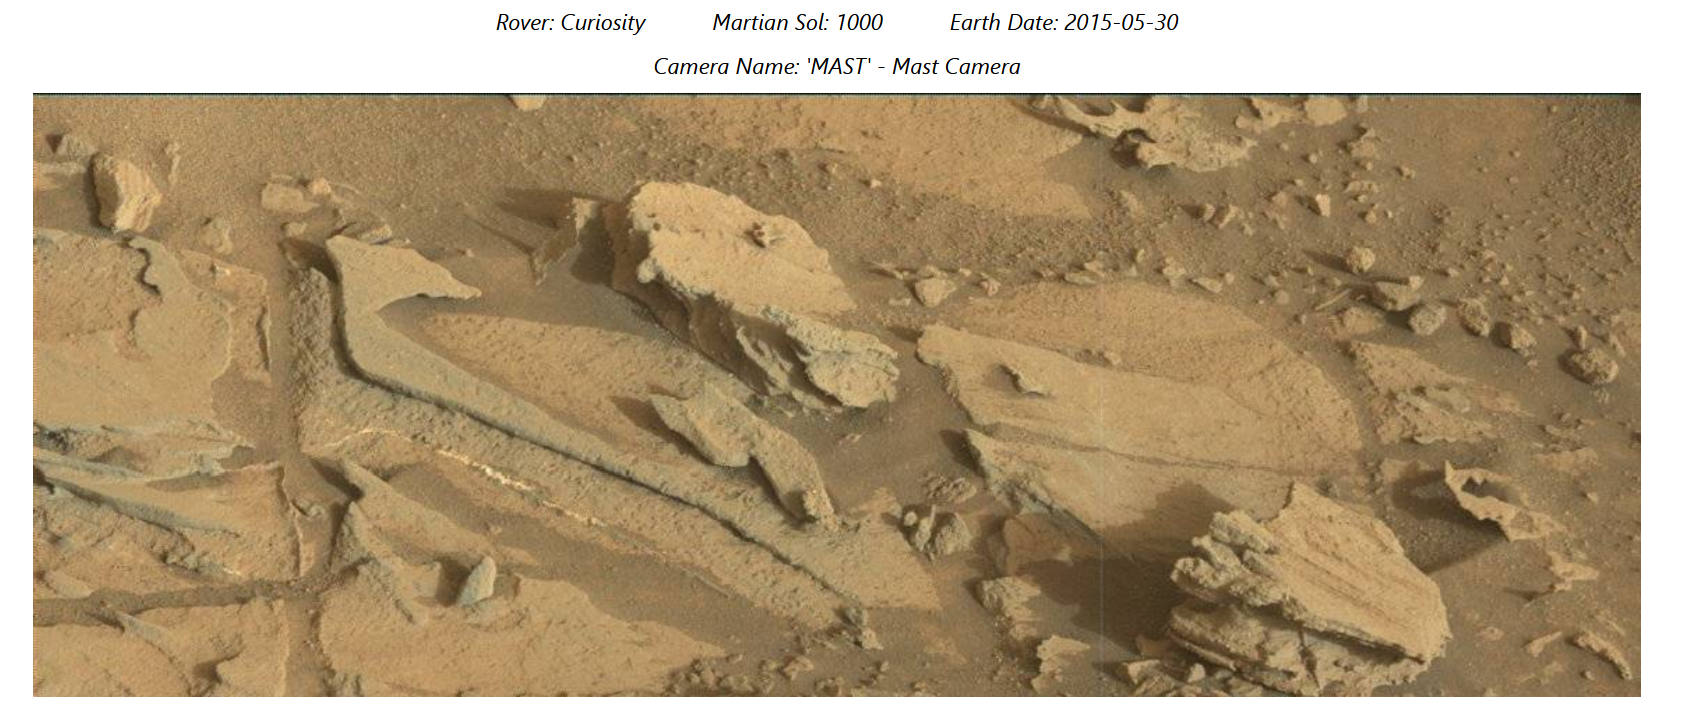 Rover: Curiosity Martian Sol: 1000 Earth Date: 2015-05-30
Camera Name: 'MAST' - Mast Camera